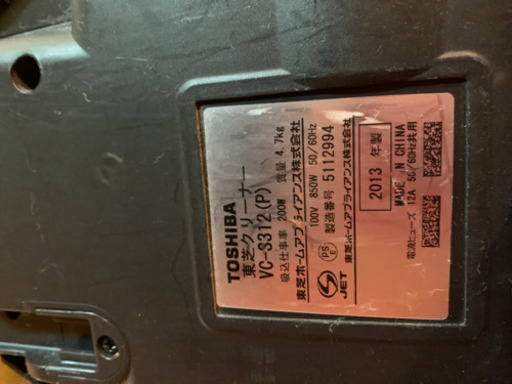 TOSHIBA
東芝クリーナー
VC-S312(P)
吸込仕事率 200W 質量 4.7kg
東芝ホームアプライアンス株式会社
100V 850W 50/60Hz
PS
E
製造番号 5112994
JET
東芝ホームアプライアンス株式会社
2013 年製
MADE IN CHINA
電流ヒューズ 12A 50/60Hz共用